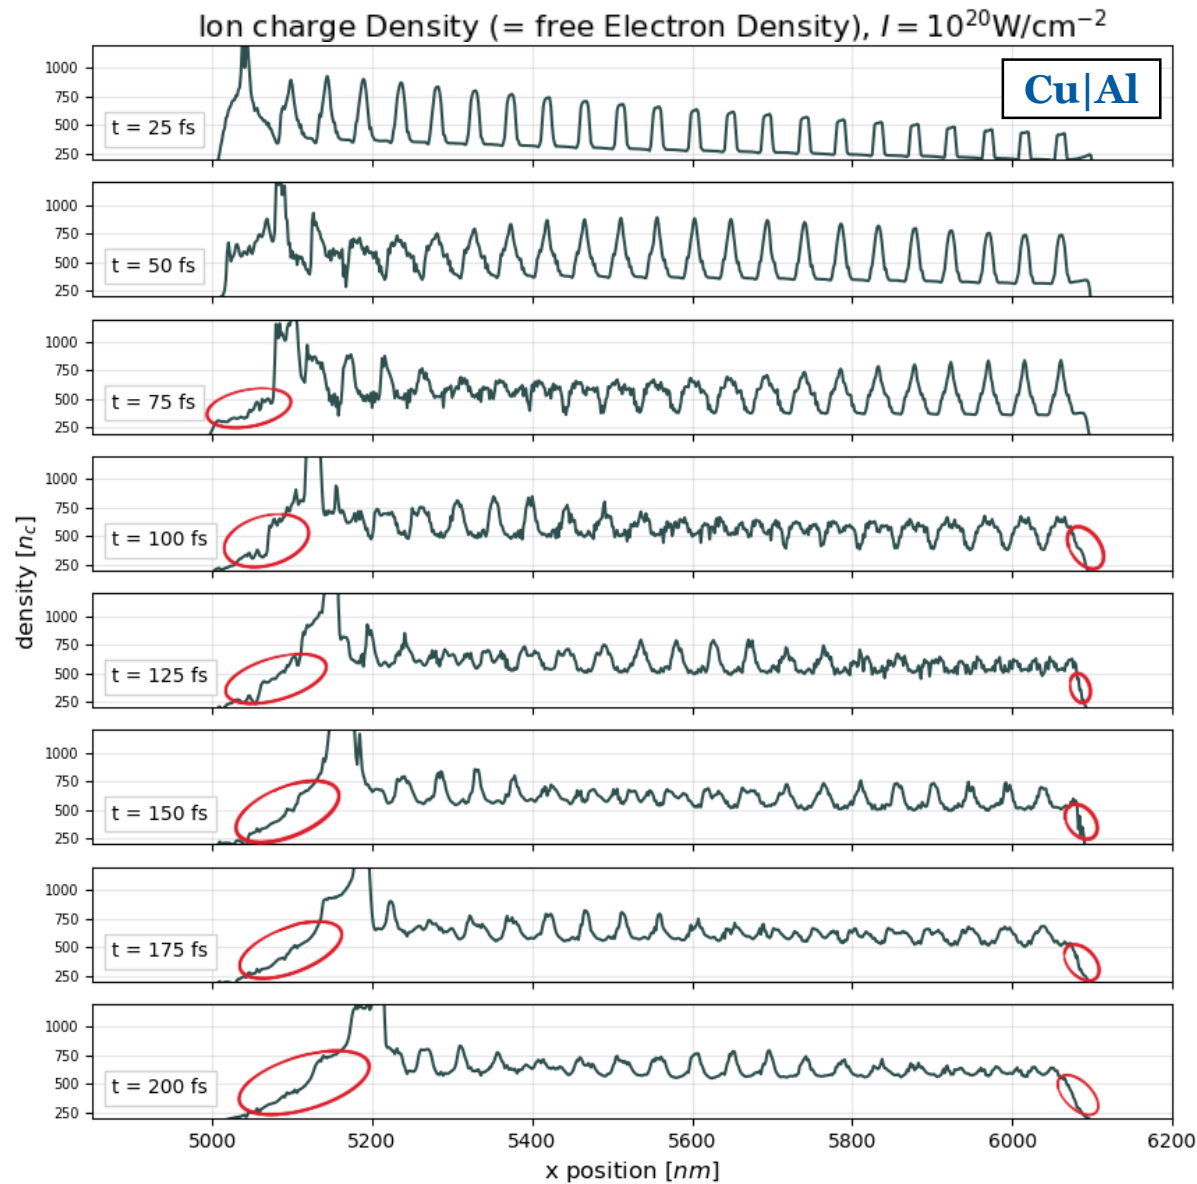 Ion charge Density (= free Electron Density), I = 10²⁰W/cm⁻²
Cu|Al
1000
750
500
250
t = 25 fs
1000
750
500
250
t = 50 fs
1000
750
500
250
t = 75 fs
1000
750
500
250
t = 100 fs
density [n_c]
1000
750
500
250
t = 125 fs
1000
750
500
250
t = 150 fs
1000
750
500
250
t = 175 fs
1000
750
500
250
t = 200 fs
5000 5200 5400 5600 5800 6000 6200
x position [nm]